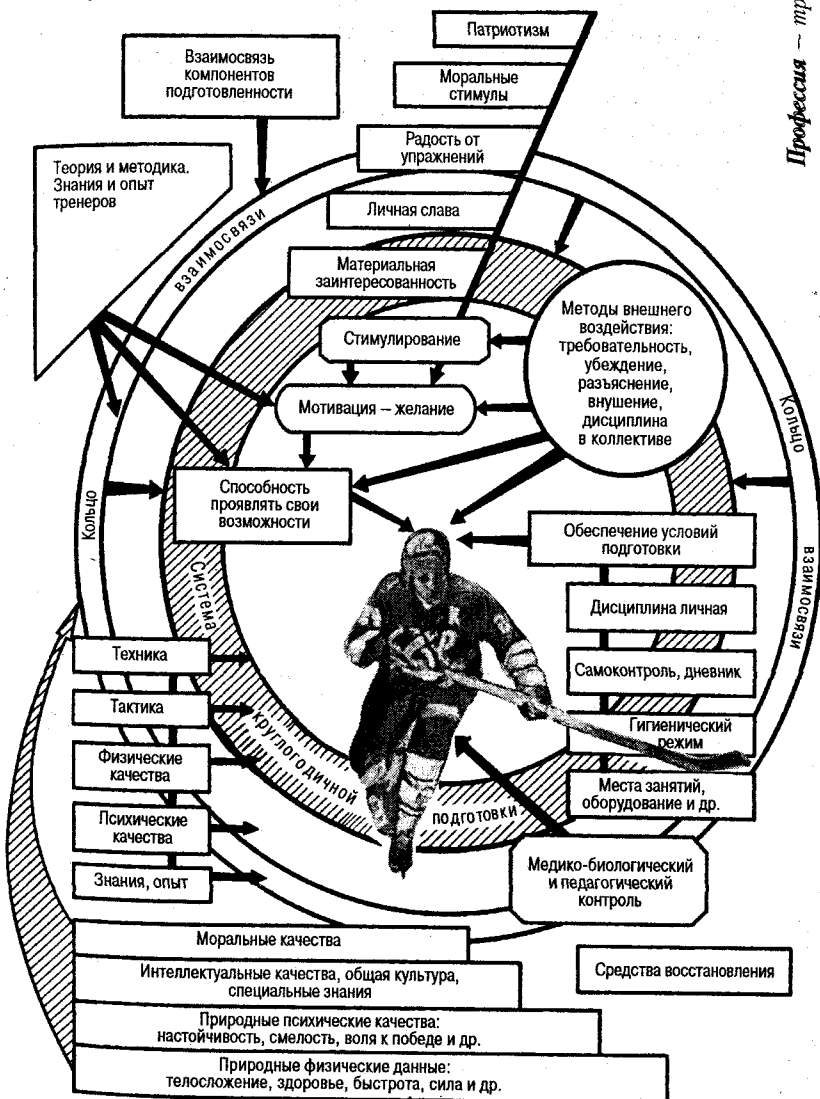 Патриотизм
Взаимосвязь
компонентов
подготовленности
Моральные
стимулы
Профессия –
Радость от
упражнений
Теория и методика.
Знания и опыт
тренеров
Личная слава
взаимосвязи
Материальная
заинтересованность
Методы внешнего
воздействия:
требовательность,
убеждение,
разъяснение,
внушение,
дисциплина
в коллективе
Стимулирование
Мотивация – желание
Кольцо
Способность
проявлять свои
возможности
Кольцо
Обеспечение условий
подготовки
взаимосвязи
Система
Дисциплина личная
Техника
Самоконтроль, дневник
Тактика
круглогодичной
Гигиенический
режим
Физические
качества
Места занятий,
оборудование и др.
подготовки
Психические
качества
Медико-биологический
и педагогический
контроль
Знания, опыт
Моральные качества
Средства восстановления
Интеллектуальные качества, общая культура,
специальные знания
Природные психические качества:
настойчивость, смелость, воля к победе и др.
Природные физические данные:
телосложение, здоровье, быстрота, сила и др.